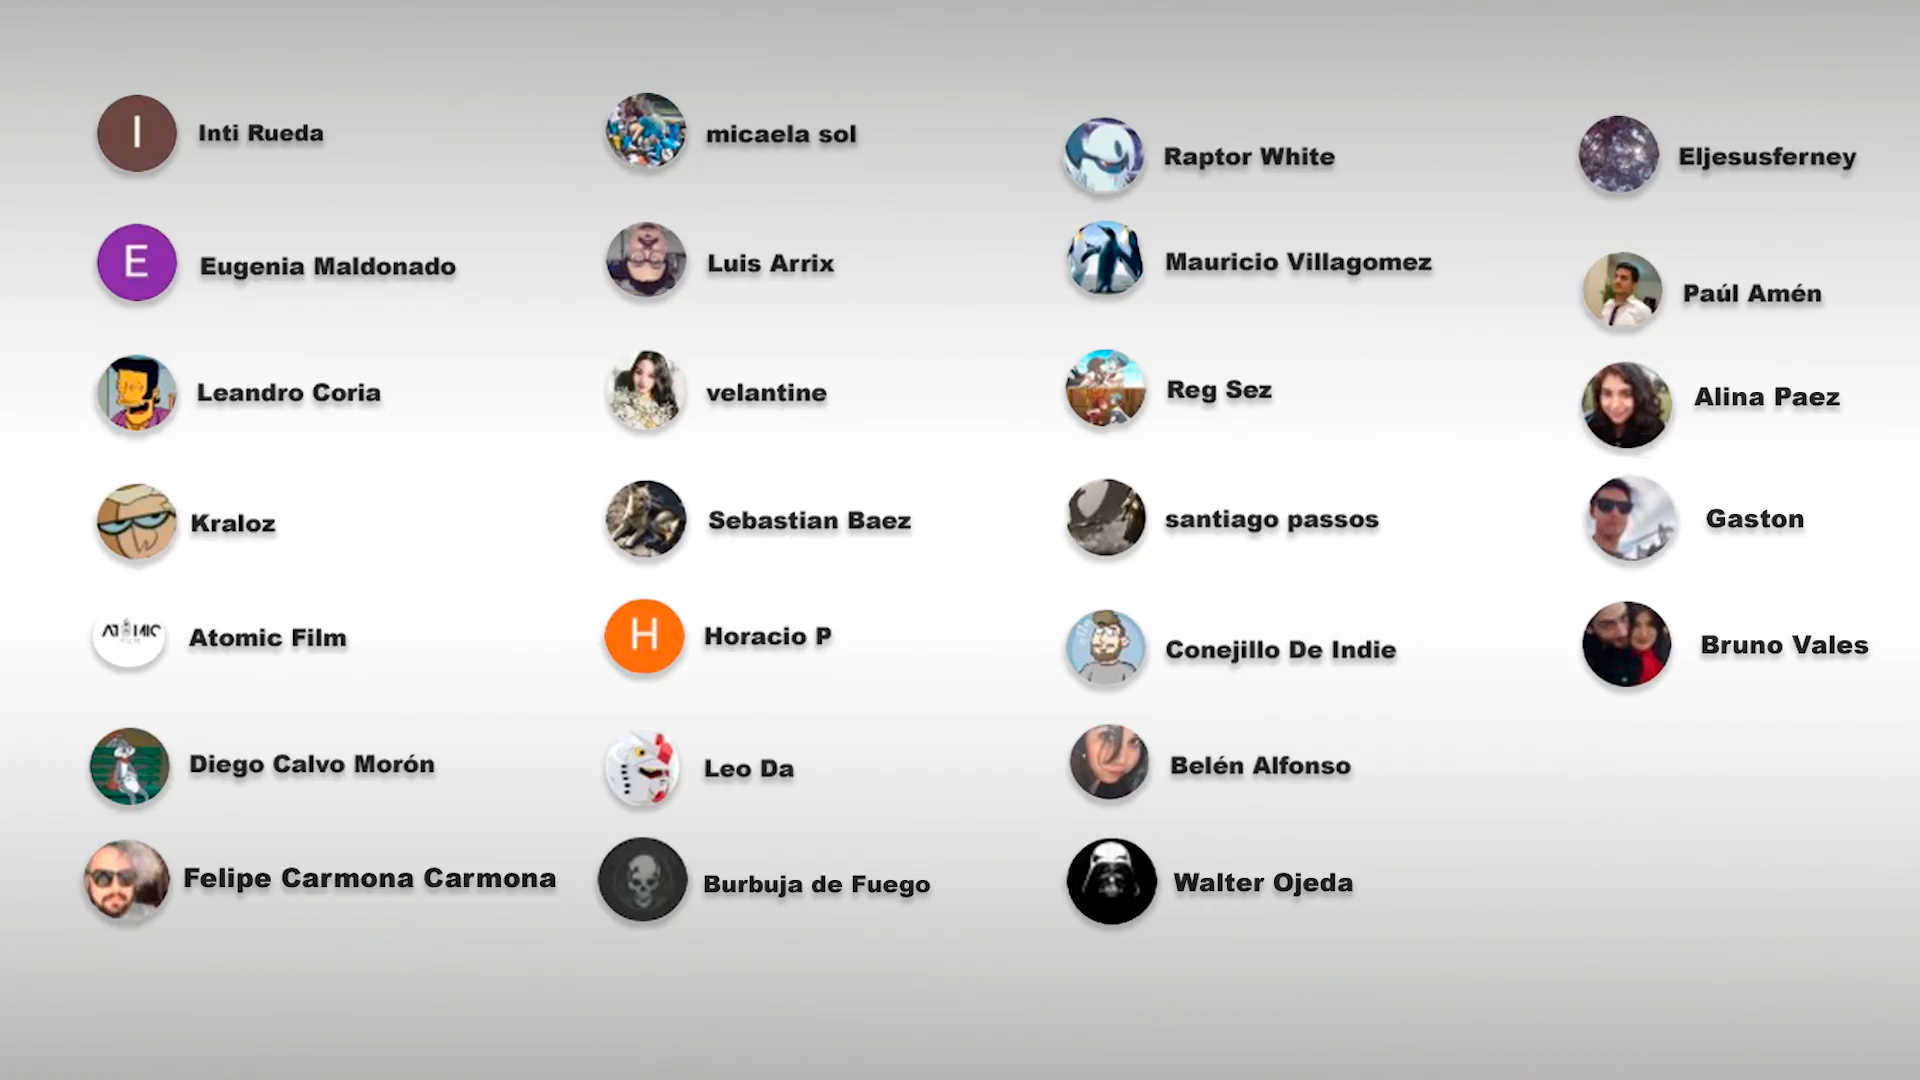 I
Inti Rueda
E
Eugenia Maldonado
Leandro Coria
Kraloz
ATOMIC
Atomic Film
Diego Calvo Morón
Felipe Carmona Carmona
micaela sol
Luis Arrix
velantine
Sebastian Baez
H
Horacio P
Leo Da
Burbuja de Fuego
Raptor White
Mauricio Villagomez
Reg Sez
santiago passos
Conejillo De Indie
Belén Alfonso
Walter Ojeda
Eljesusferney
Paúl Amén
Alina Paez
Gaston
Bruno Vales